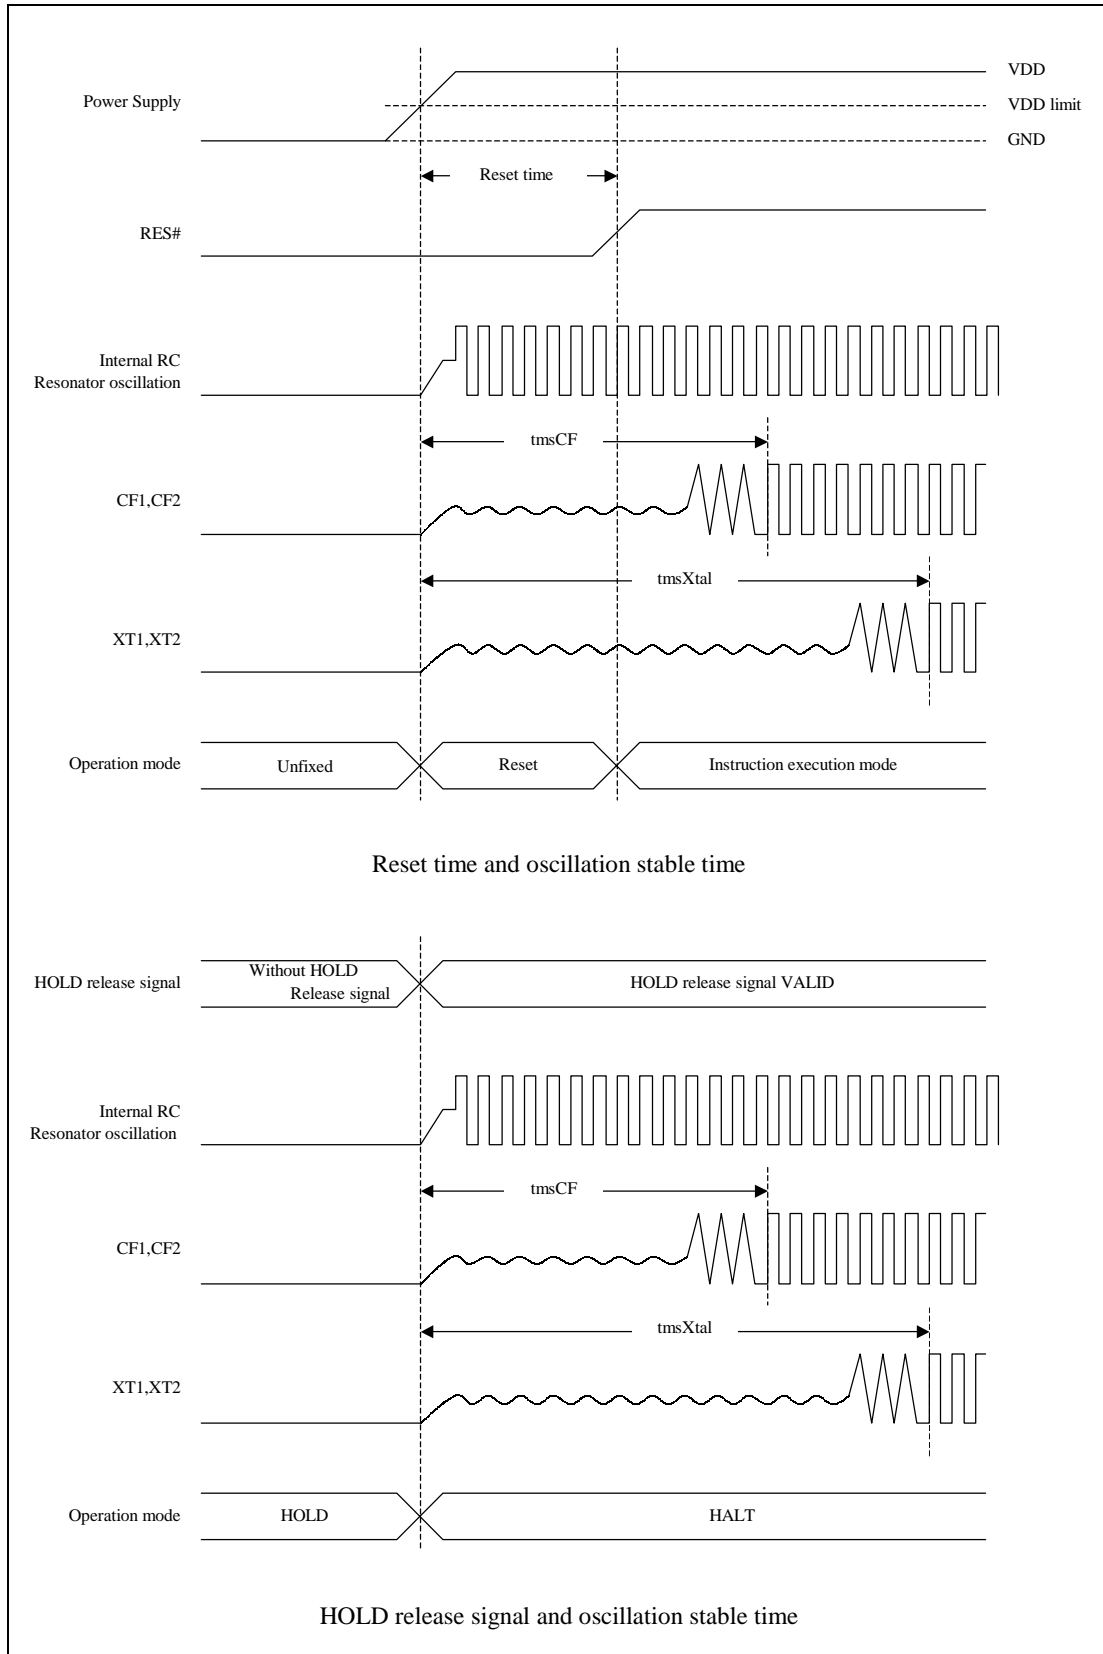 VDD
Power Supply
VDD limit
GND
Reset time
RES#
Internal RC
Resonator oscillation
tmsCF
CF1,CF2
tmsXtal
XT1,XT2
Operation mode
Unfixed
Reset
Instruction execution mode
Reset time and oscillation stable time
HOLD release signal
Without HOLD
Release signal
HOLD release signal VALID
Internal RC
Resonator oscillation
tmsCF
CF1,CF2
tmsXtal
XT1,XT2
Operation mode
HOLD
HALT
HOLD release signal and oscillation stable time